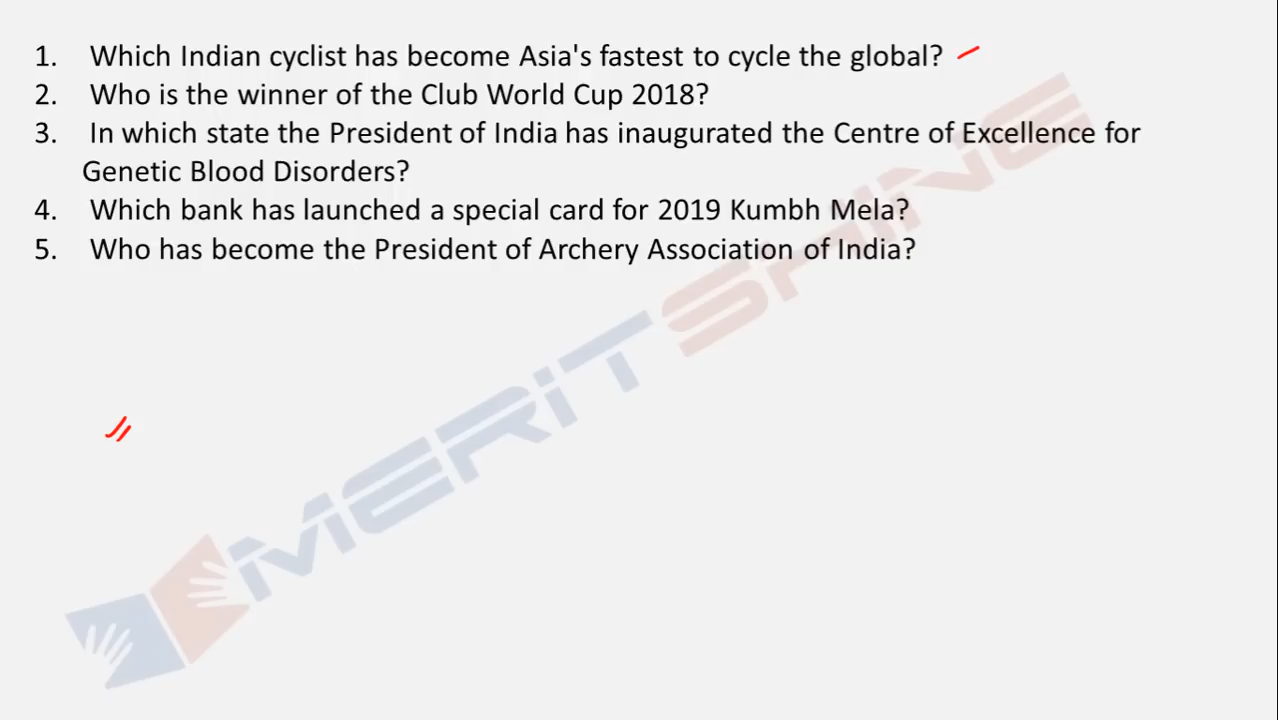 1. Which Indian cyclist has become Asia's fastest to cycle the global?
2. Who is the winner of the Club World Cup 2018?
3. In which state the President of India has inaugurated the Centre of Excellence for
Genetic Blood Disorders?
4. Which bank has launched a special card for 2019 Kumbh Mela?
5. Who has become the President of Archery Association of India?
MERITSHINE